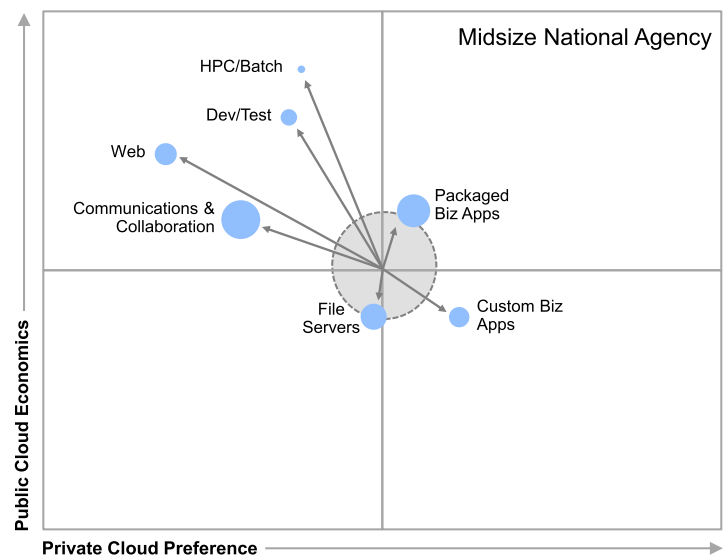 Midsize National Agency
HPC/Batch
Dev/Test
Web
Communications &
Collaboration
Packaged
Biz Apps
File
Servers
Custom Biz
Apps
Public Cloud Economics
Private Cloud Preference